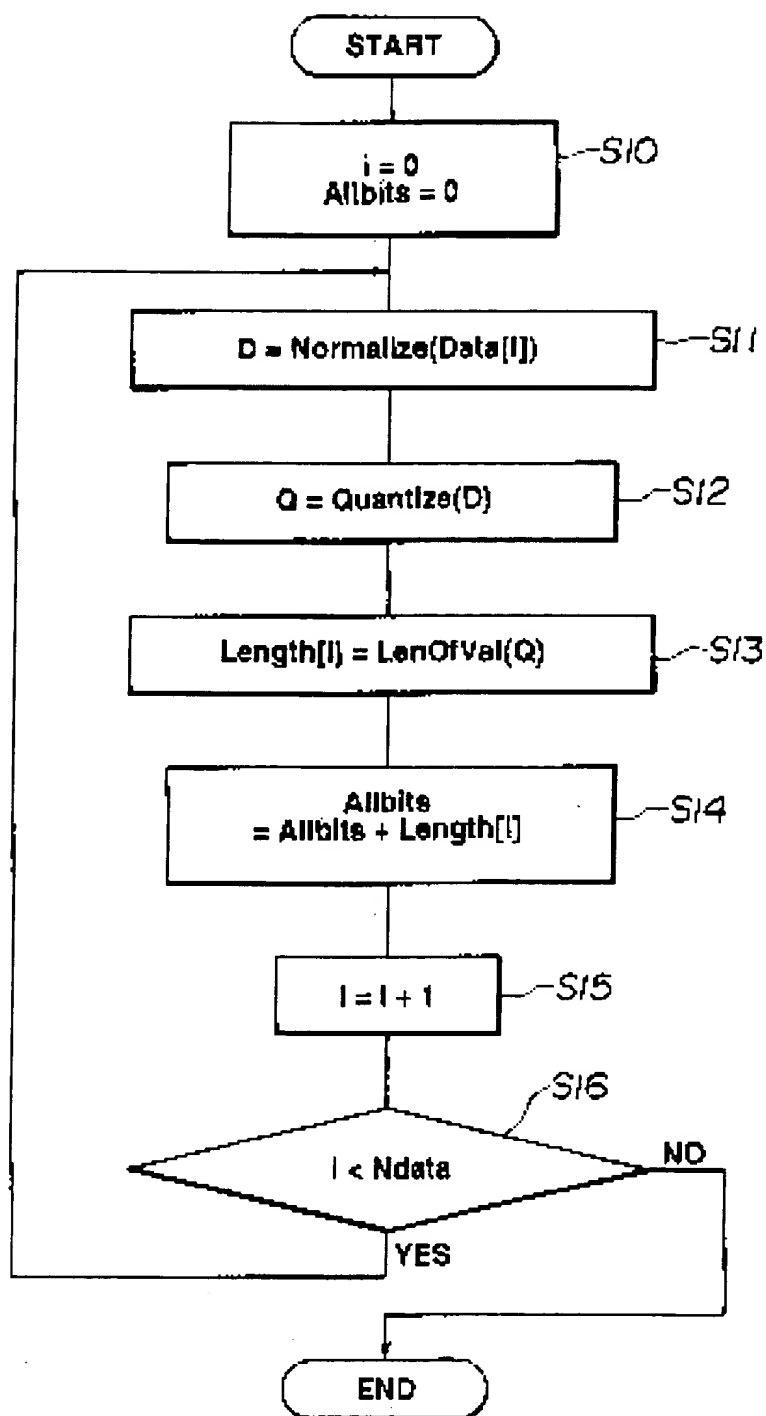 START
i = 0
Allbits = 0
S10
D = Normalize(Data[i])
S11
Q = Quantize(D)
S12
Length[i] = LenOfVal(Q)
S13
Allbits
= Allbits + Length[i]
S14
i = i + 1
S15
S16
i < Ndata
NO
YES
END